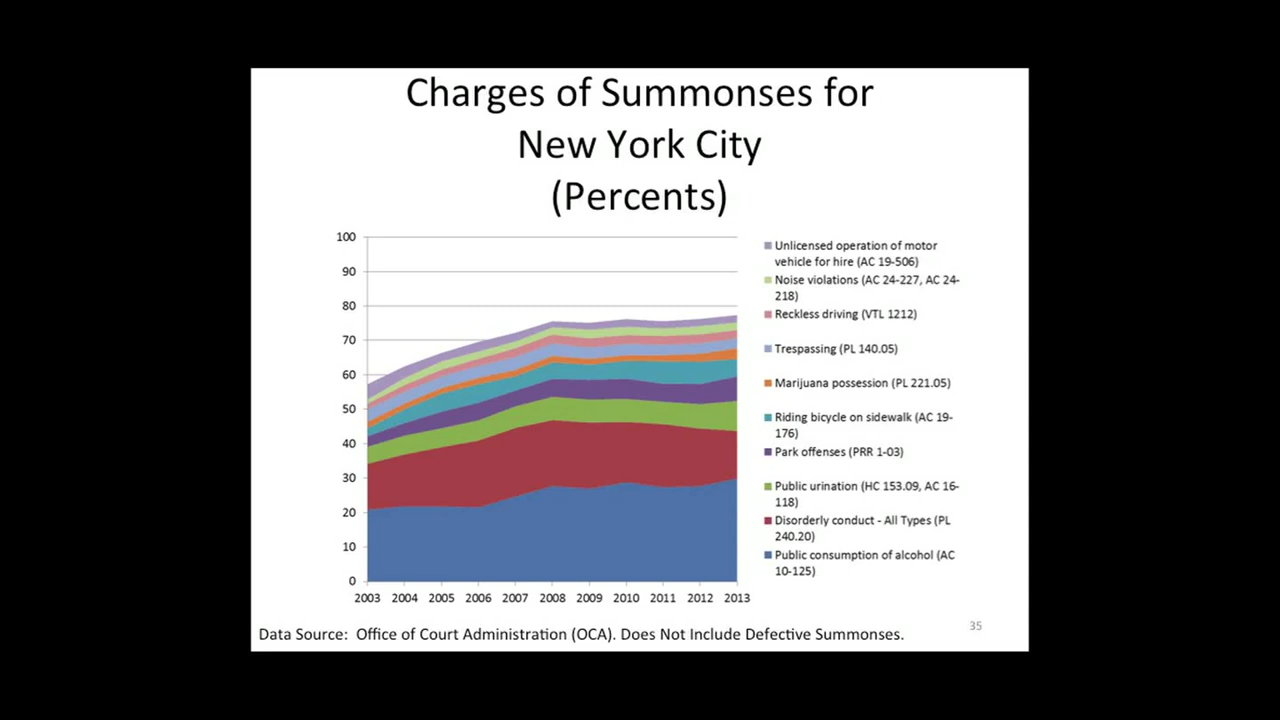 Charges of Summonses for
New York City
(Percents)
100
90
80
70
60
50
40
30
20
10
0
2003 2004 2005 2006 2007 2008 2009 2010 2011 2012 2013
Unlicensed operation of motor
vehicle for hire (AC 19-506)
Noise violations (AC 24-227, AC 24-
218)
Reckless driving (VTL 1212)
Trespassing (PL 140.05)
Marijuana possession (PL 221.05)
Riding bicycle on sidewalk (AC 19-
176)
Park offenses (PRR 1-03)
Public urination (HC 153.09, AC 16-
118)
Disorderly conduct - All Types (PL
240.20)
Public consumption of alcohol (AC
10-125)
Data Source: Office of Court Administration (OCA). Does Not Include Defective Summonses.
35